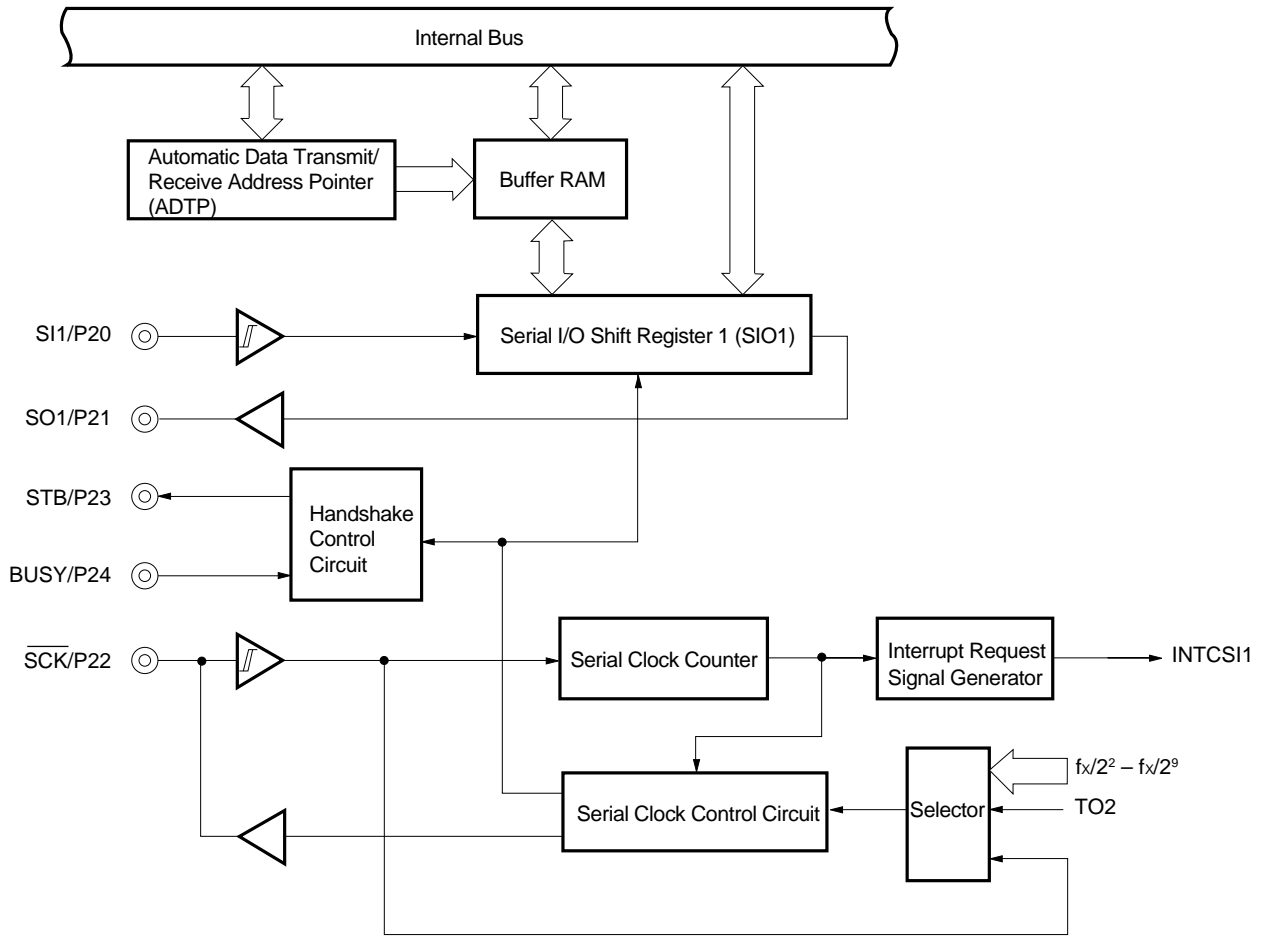 Internal Bus
Automatic Data Transmit/
Receive Address Pointer
(ADTP)
Buffer RAM
SI1/P20
Serial I/O Shift Register 1 (SIO1)
SO1/P21
STB/P23
Handshake
Control
Circuit
BUSY/P24
S̅C̅K̅/P22
Serial Clock Counter
Interrupt Request
Signal Generator
INTCSI1
fx/2² – fx/2⁹
Serial Clock Control Circuit
Selector
TO2